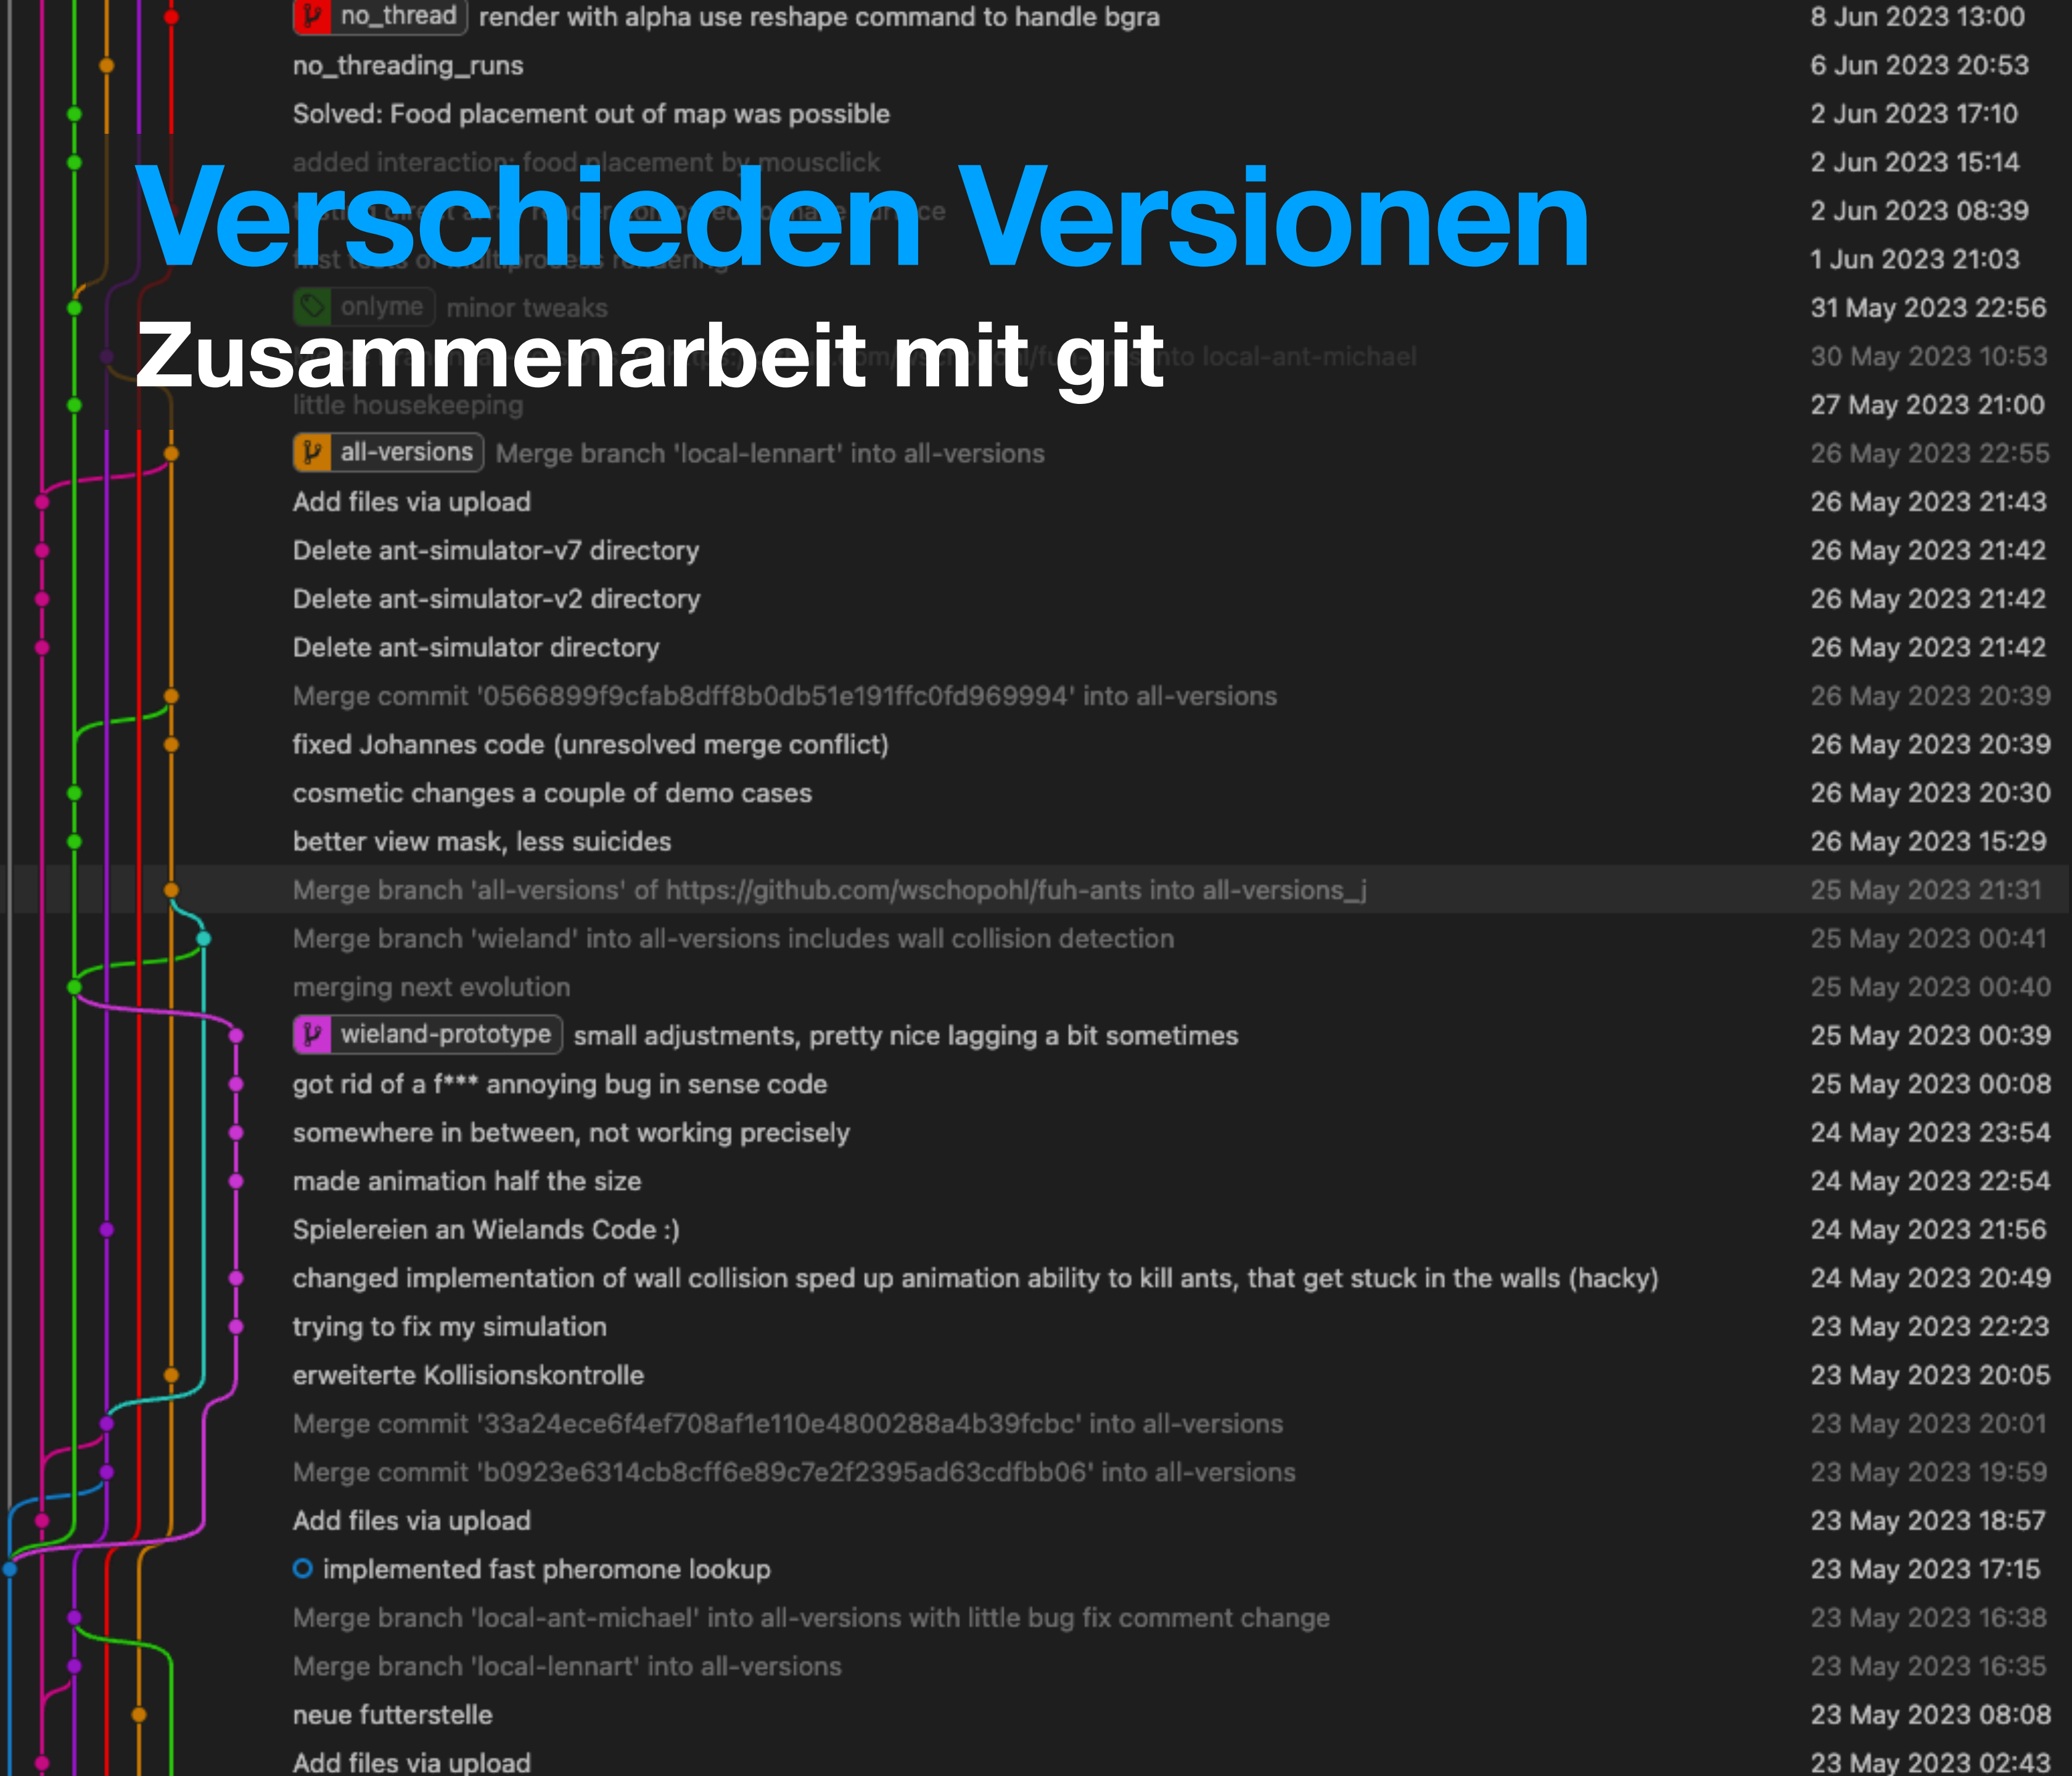 no_thread render with alpha use reshape command to handle bgra 8 Jun 2023 13:00
no_threading_runs 6 Jun 2023 20:53
Solved: Food placement out of map was possible 2 Jun 2023 17:10
added interaction: food placement by mousclick 2 Jun 2023 15:14
Verschieden Versionen
2 Jun 2023 08:39
first tests of multiprocess rendering 1 Jun 2023 21:03
onlyme minor tweaks 31 May 2023 22:56
Zusammenarbeit mit git
into local-ant-michael 30 May 2023 10:53
little housekeeping 27 May 2023 21:00
all-versions Merge branch 'local-lennart' into all-versions 26 May 2023 22:55
Add files via upload 26 May 2023 21:43
Delete ant-simulator-v7 directory 26 May 2023 21:42
Delete ant-simulator-v2 directory 26 May 2023 21:42
Delete ant-simulator directory 26 May 2023 21:42
Merge commit '0566899f9cfab8dff8b0db51e191ffc0fd969994' into all-versions 26 May 2023 20:39
fixed Johannes code (unresolved merge conflict) 26 May 2023 20:39
cosmetic changes a couple of demo cases 26 May 2023 20:30
better view mask, less suicides 26 May 2023 15:29
Merge branch 'all-versions' of https://github.com/wschopohl/fuh-ants into all-versions_j 25 May 2023 21:31
Merge branch 'wieland' into all-versions includes wall collision detection 25 May 2023 00:41
merging next evolution 25 May 2023 00:40
wieland-prototype small adjustments, pretty nice lagging a bit sometimes 25 May 2023 00:39
got rid of a f*** annoying bug in sense code 25 May 2023 00:08
somewhere in between, not working precisely 24 May 2023 23:54
made animation half the size 24 May 2023 22:54
Spielereien an Wielands Code :) 24 May 2023 21:56
changed implementation of wall collision sped up animation ability to kill ants, that get stuck in the walls (hacky) 24 May 2023 20:49
trying to fix my simulation 23 May 2023 22:23
erweiterte Kollisionskontrolle 23 May 2023 20:05
Merge commit '33a24ece6f4ef708af1e110e4800288a4b39fcbc' into all-versions 23 May 2023 20:01
Merge commit 'b0923e6314cb8cff6e89c7e2f2395ad63cdfbb06' into all-versions 23 May 2023 19:59
Add files via upload 23 May 2023 18:57
implemented fast pheromone lookup 23 May 2023 17:15
Merge branch 'local-ant-michael' into all-versions with little bug fix comment change 23 May 2023 16:38
Merge branch 'local-lennart' into all-versions 23 May 2023 16:35
neue futterstelle 23 May 2023 08:08
Add files via upload 23 May 2023 02:43